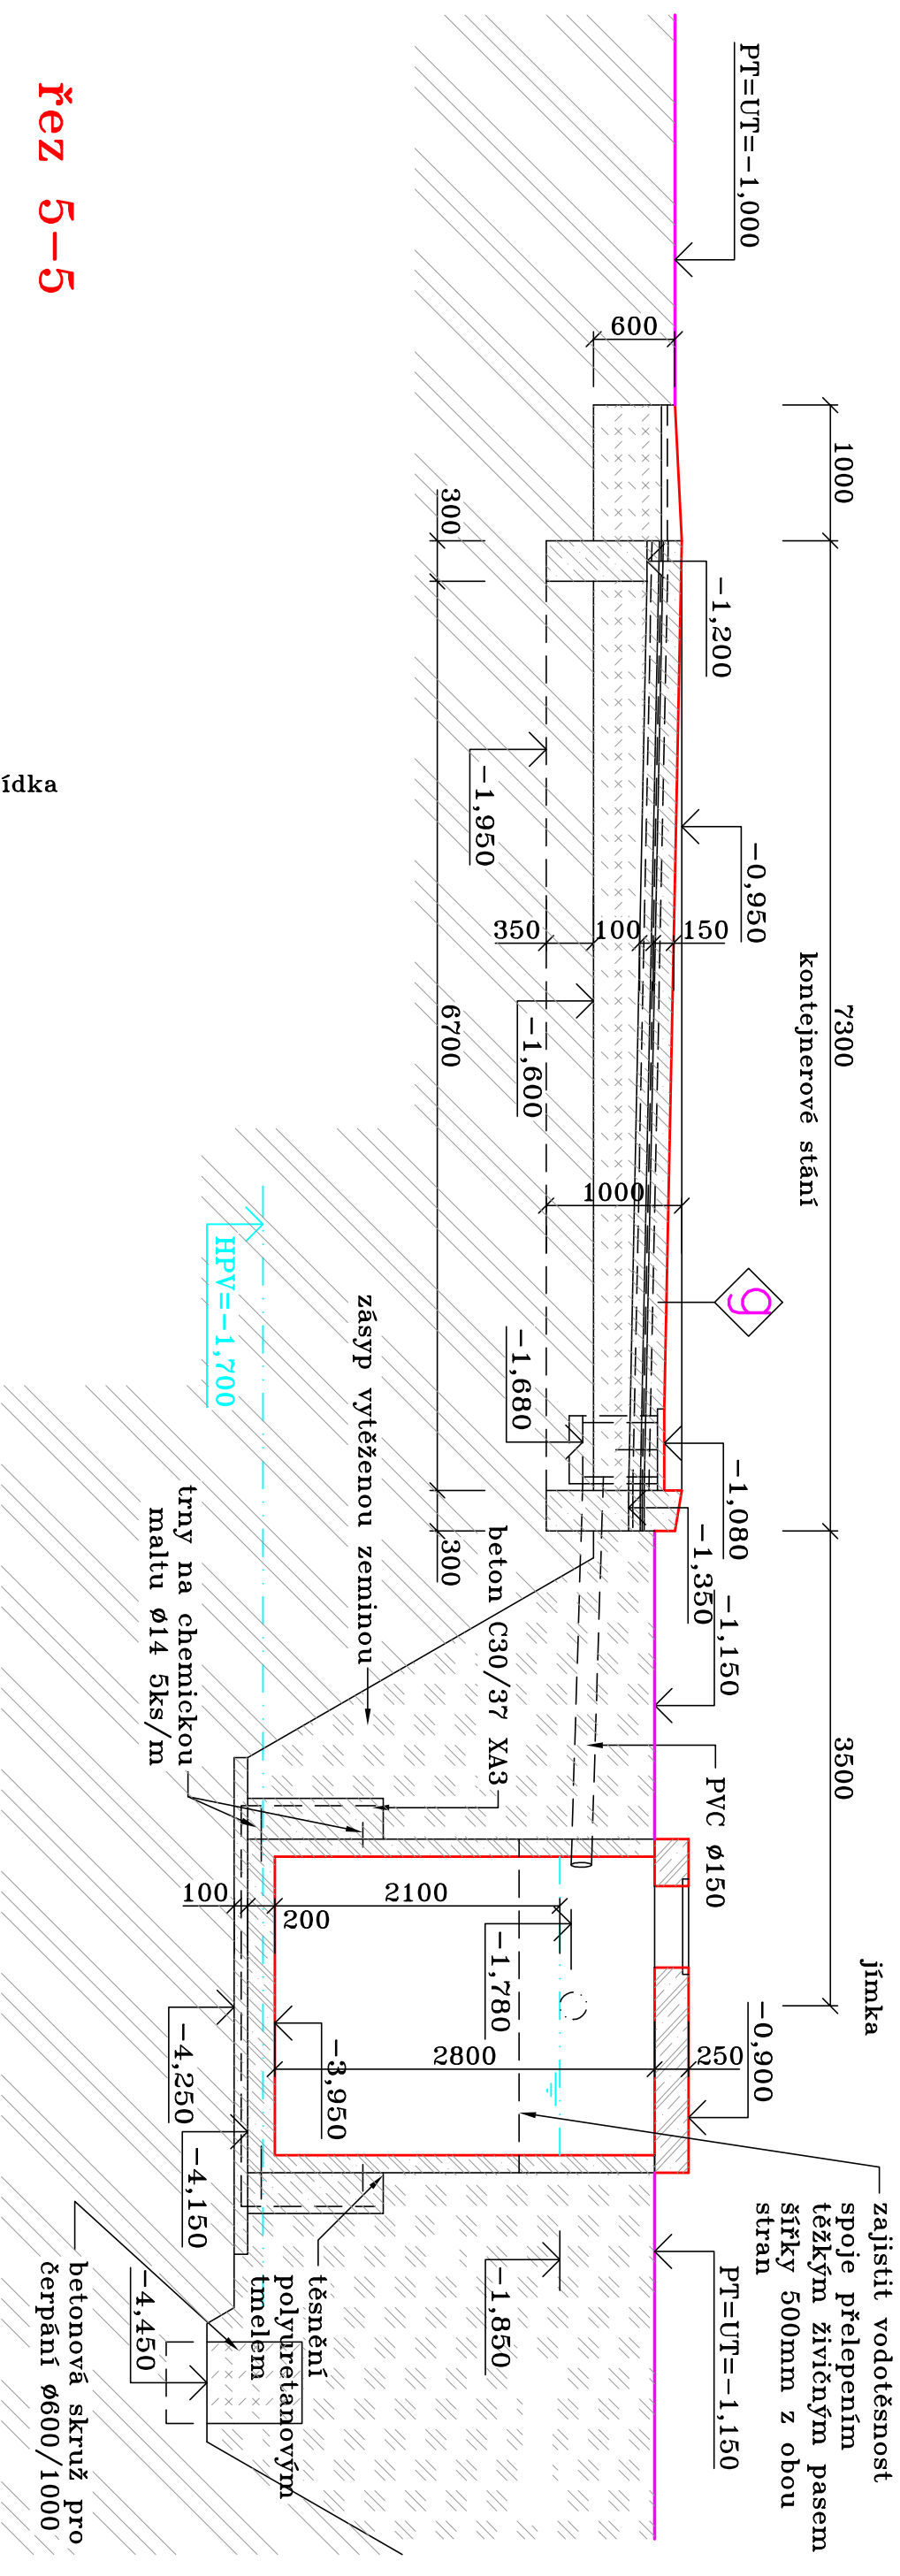 řez 5-5
ídka
PT=UT=-1,000
600
1000
7300
kontejnerové stání
3500
jímka
300
6700
300
-1,200
-1,950
-0,950
350
100
150
-1,600
1000
g
-1,680
-1,080
-1,350
-1,150
HPV=-1,700
zásyp vytěženou zeminou
beton C30/37 XA3
trny na chemickou
maltu ø14 5ks/m
PVC ø150
100
200
2100
-1,780
2800
250
-0,900
-3,950
-4,250
-4,150
-4,450
-1,850
PT=UT=-1,150
zajistit vodotěsnost
spoje přelepením
těžkým živičným pasem
šířky 500mm z obou
stran
těsnění
polyuretanovým
tmelem
betonová skruž pro
čerpání ø600/1000